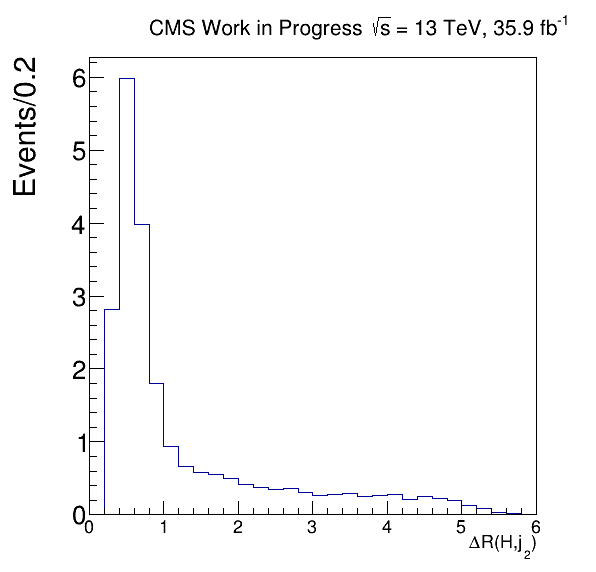 CMS Work in Progress √s = 13 TeV, 35.9 fb⁻¹
Events/0.2
6
5
4
3
2
1
0
0 1 2 3 4 5 6
ΔR(H,j₂)